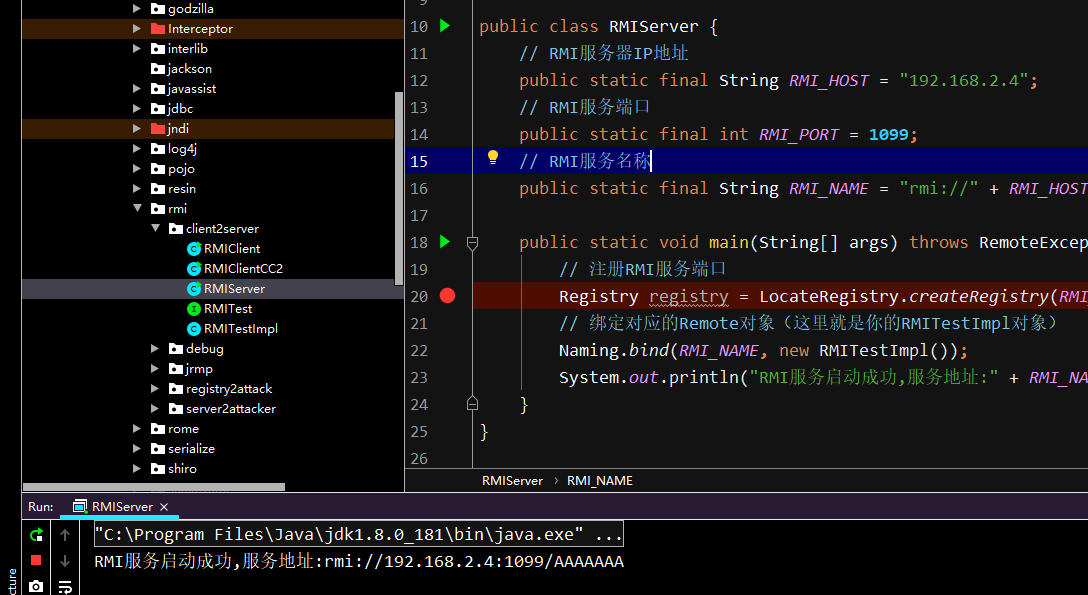 godzilla
Interceptor
interlib
jackson
javassist
jdbc
jndi
log4j
pojo
resin
rmi
client2server
RMIClient
RMIClientCC2
RMIServer
RMITest
RMITestImpl
debug
jrmp
registry2attack
server2attacker
rome
serialize
shiro
10 public class RMIServer {
11 // RMI服务器IP地址
12 public static final String RMI_HOST = "192.168.2.4";
13 // RMI服务端口
14 public static final int RMI_PORT = 1099;
15 // RMI服务名称
16 public static final String RMI_NAME = "rmi://" + RMI_HOST
17
18 public static void main(String[] args) throws RemoteExcep
19 // 注册RMI服务端口
20 Registry registry = LocateRegistry.createRegistry(RMI
21 // 绑定对应的Remote对象（这里就是你的RMITestImpl对象）
22 Naming.bind(RMI_NAME, new RMITestImpl());
23 System.out.println("RMI服务启动成功,服务地址:" + RMI_NA
24 }
25 }
26
RMIServer › RMI_NAME
Run: RMIServer ×
"C:\Program Files\Java\jdk1.8.0_181\bin\java.exe" ...
RMI服务启动成功,服务地址:rmi://192.168.2.4:1099/AAAAAAA
cture